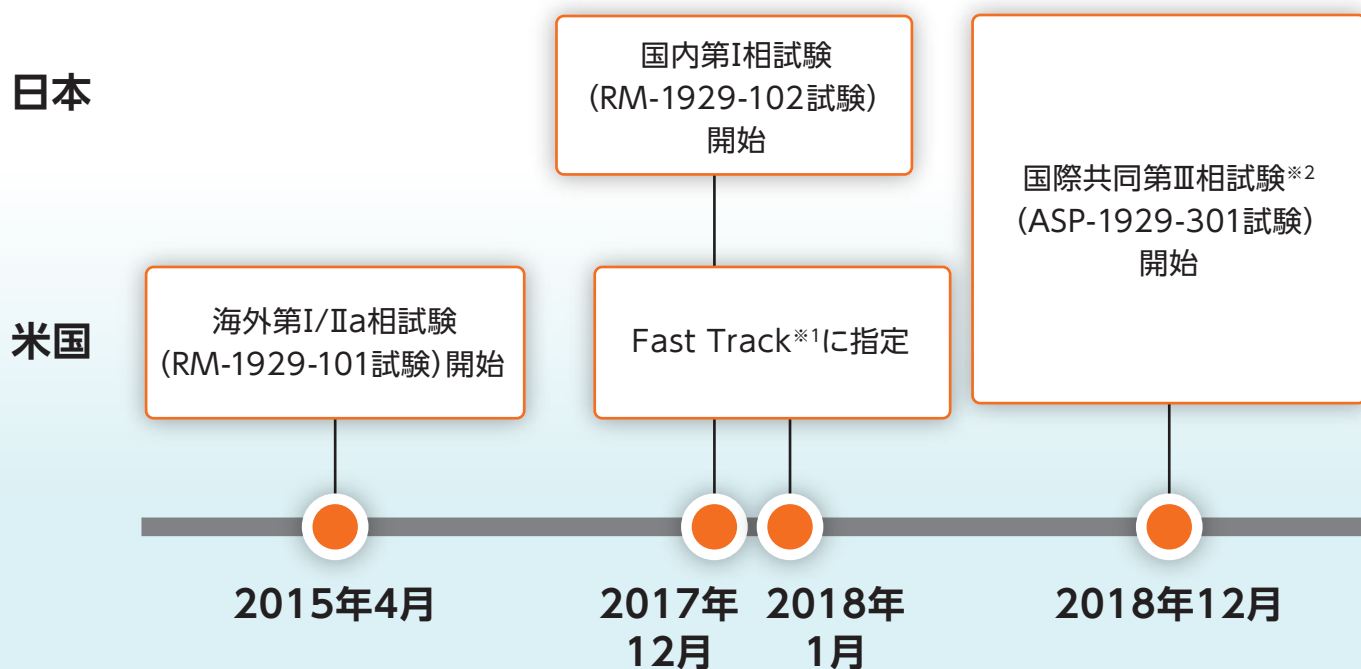 日本
国内第Ⅰ相試験
(RM-1929-102試験)
開始
国際共同第Ⅲ相試験※2
(ASP-1929-301試験)
開始
米国
海外第Ⅰ/Ⅱa相試験
(RM-1929-101試験)開始
Fast Track※1に指定
2015年4月
2017年
12月
2018年
1月
2018年12月